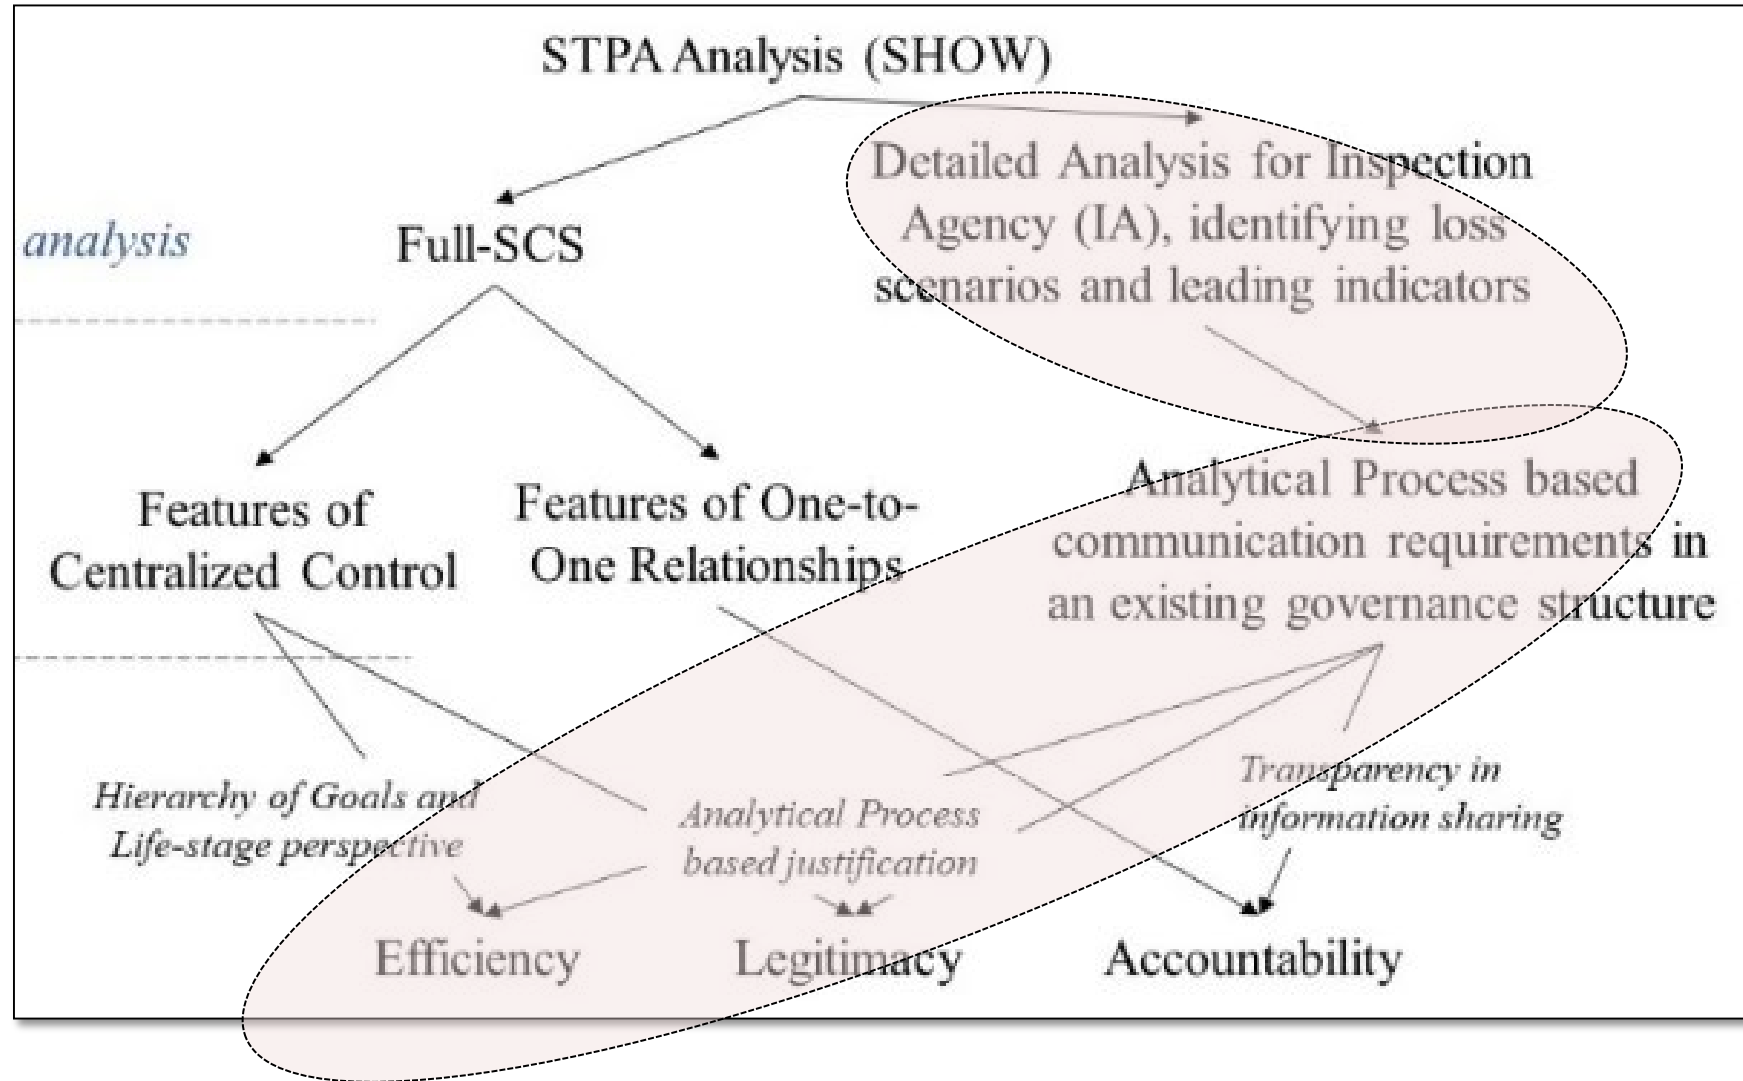 STPA Analysis (SHOW)
Detailed Analysis for Inspection
Agency (IA), identifying loss
scenarios and leading indicators
analysis
Full-SCS
Features of
Centralized Control
Features of One-to-
One Relationships
Analytical Process based
communication requirements in
an existing governance structure
Hierarchy of Goals and
Life-stage perspective
Analytical Process
based justification
Transparency in
information sharing
Efficiency
Legitimacy
Accountability